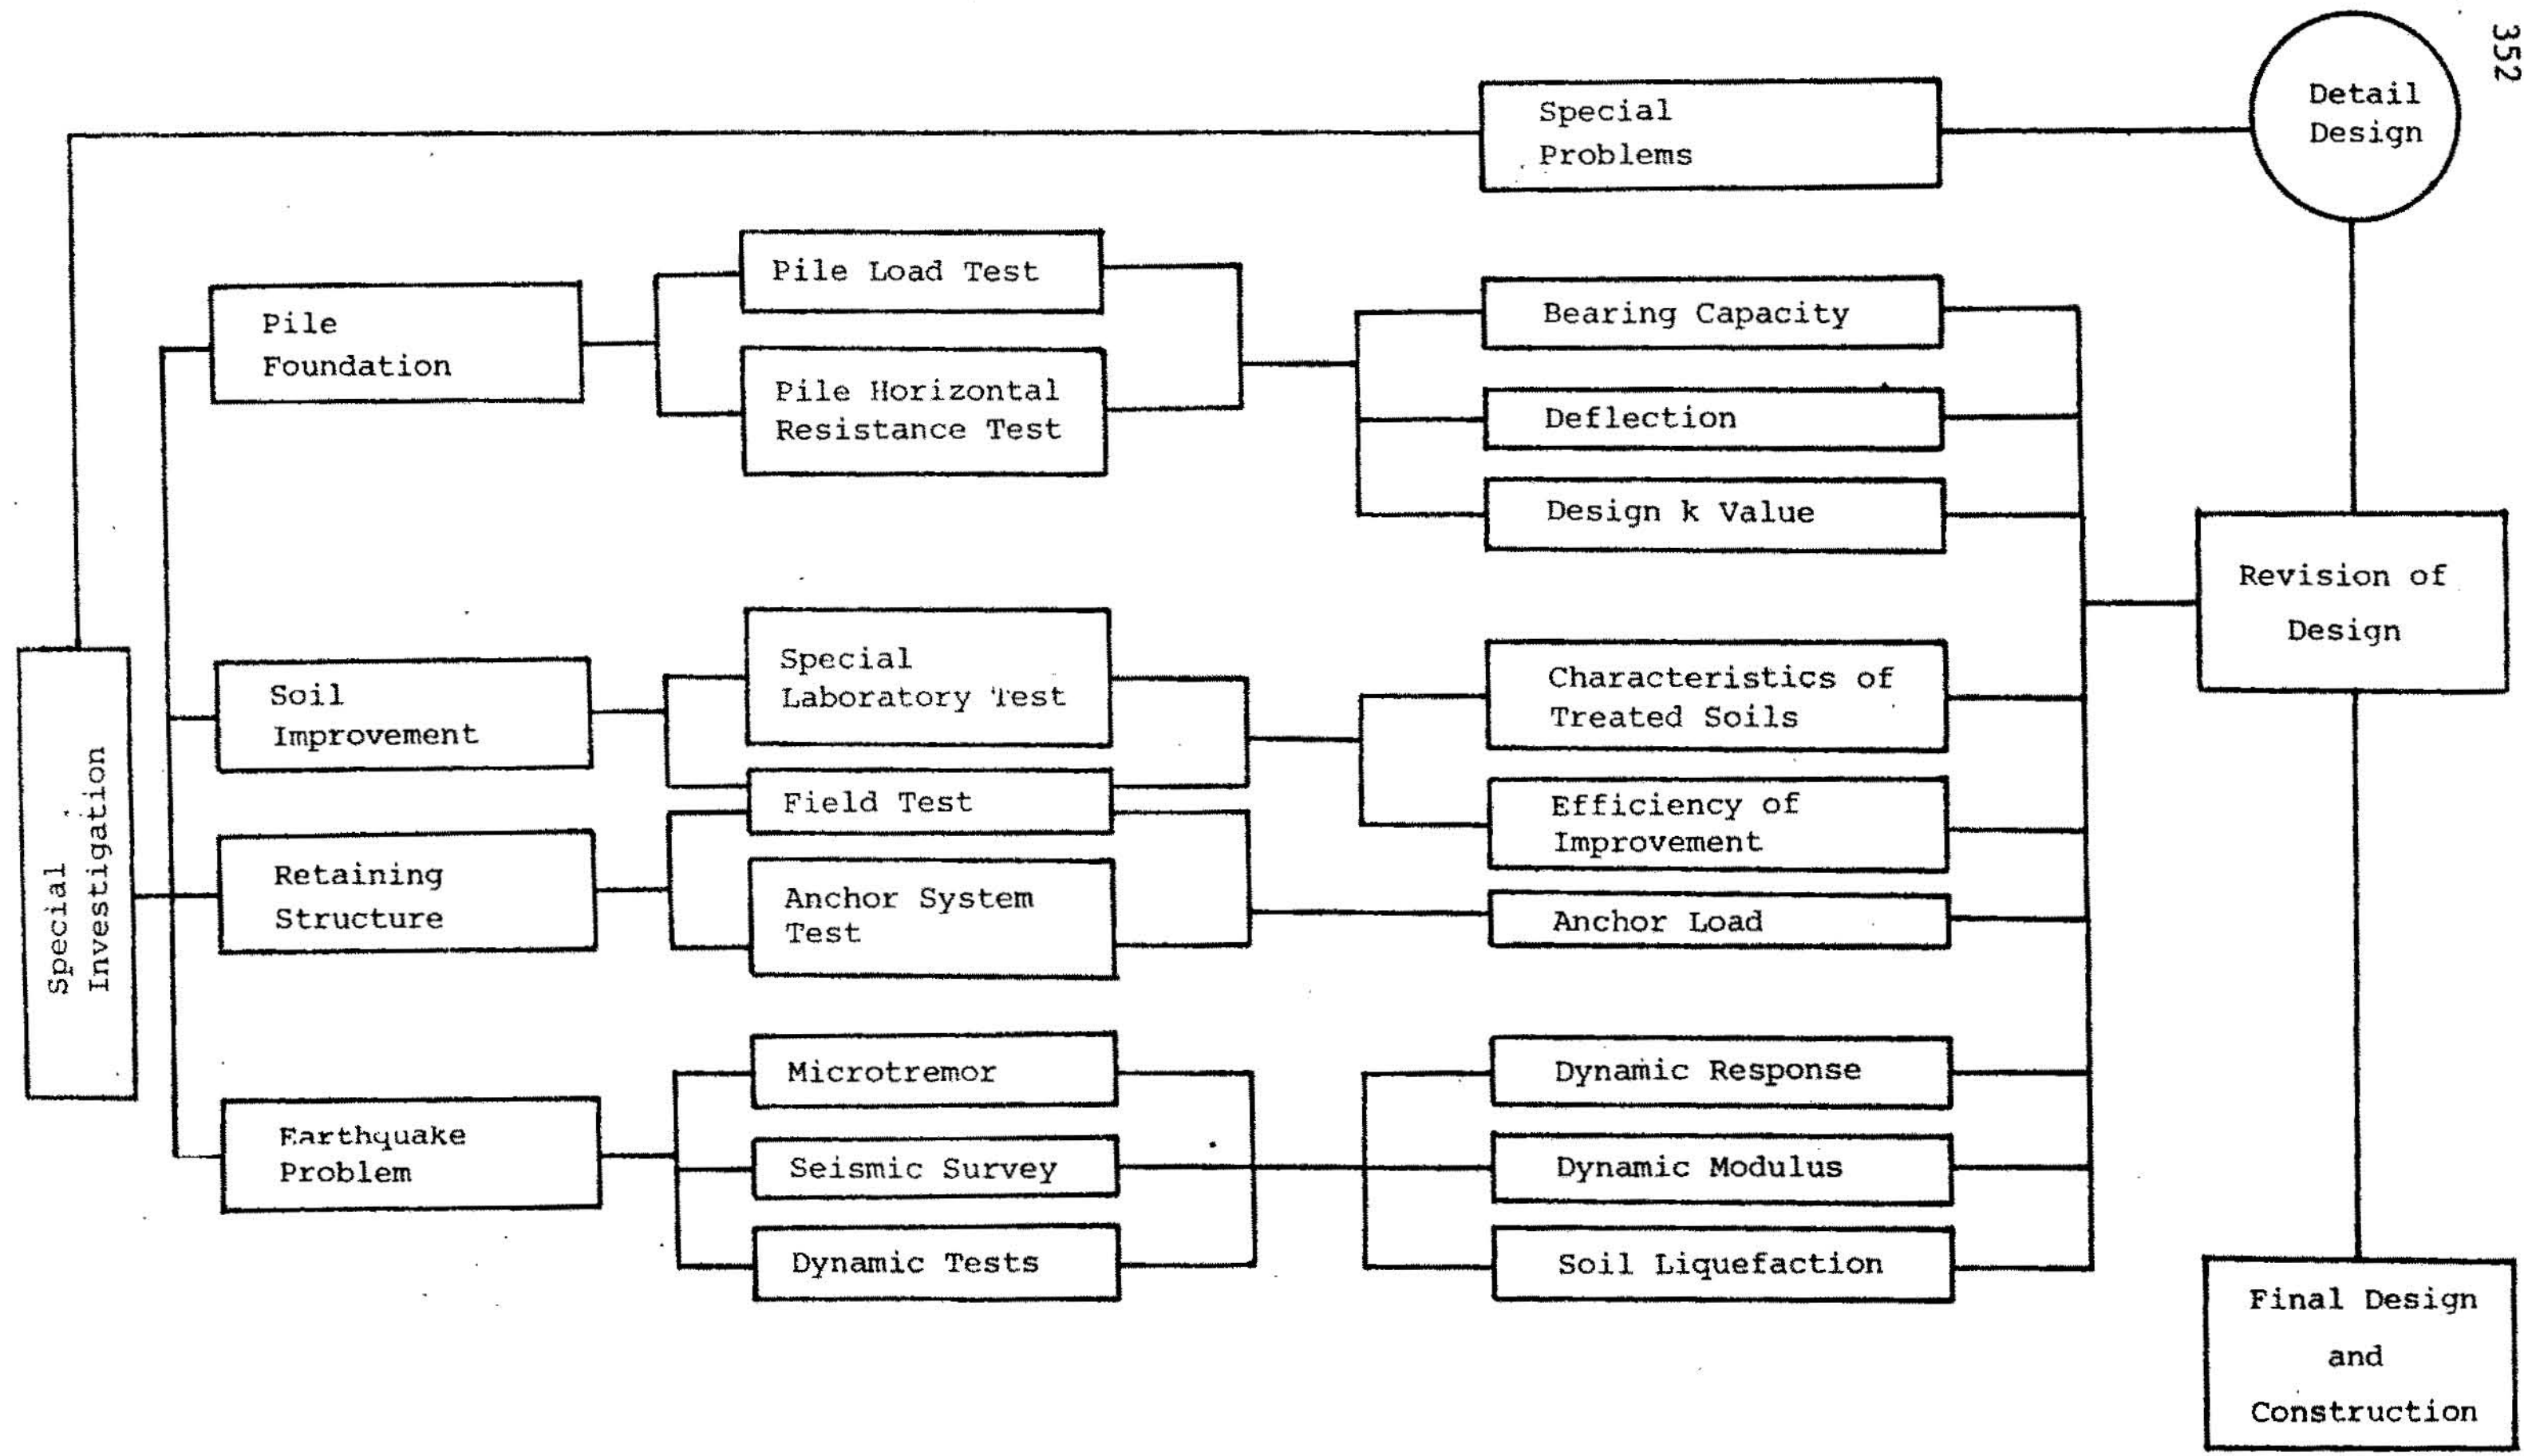 352
Detail
Design
Special
Problems
Pile
Foundation
Pile Load Test
Pile Horizontal
Resistance Test
Bearing Capacity
Deflection
Design k Value
Revision of
Design
Special
Investigation
Soil
Improvement
Special
Laboratory Test
Field Test
Characteristics of
Treated Soils
Efficiency of
Improvement
Retaining
Structure
Anchor System
Test
Anchor Load
Earthquake
Problem
Microtremor
Seismic Survey
Dynamic Tests
Dynamic Response
Dynamic Modulus
Soil Liquefaction
Final Design
and
Construction